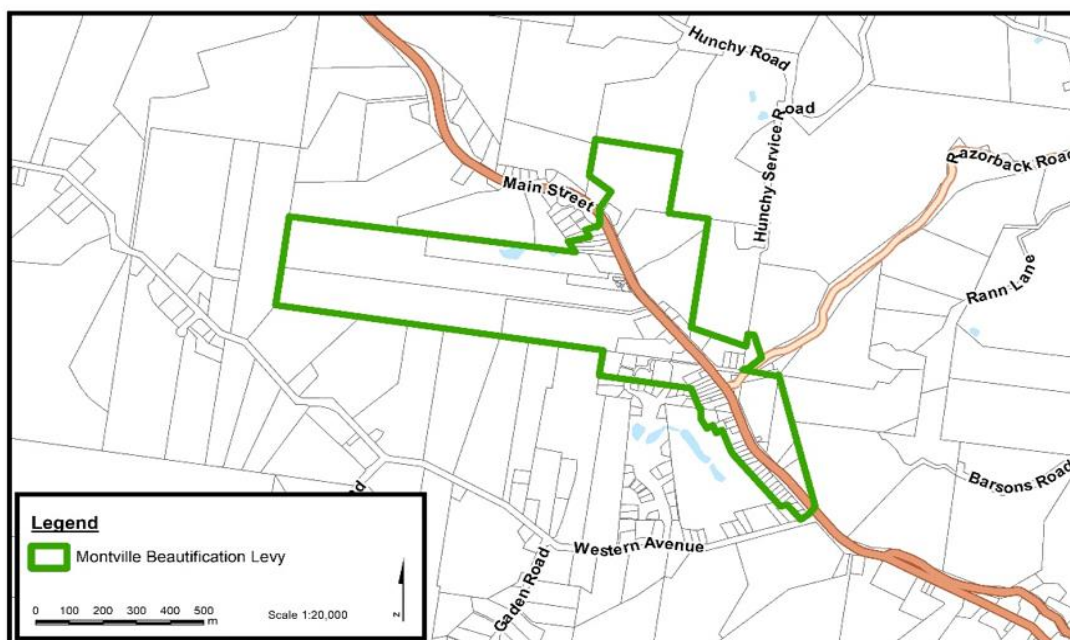 Hunchy Road
Hunchy Service Road
Razorback Road
Main Street
Rann Lane
Barsons Road
Western Avenue
Gaden Road
Legend
Montville Beautification Levy
0 100 200 300 400 500
m
Scale 1:20,000
N